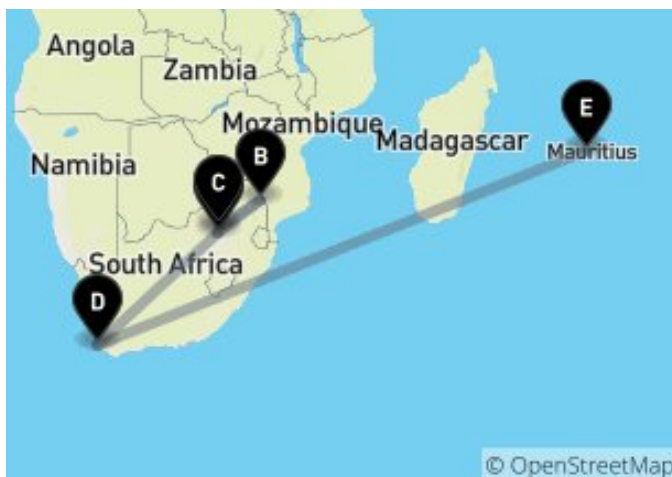 Angola
Zambia
Mozambique
Namibia
Madagascar
E
Mauritius
B
C
South Africa
D
© OpenStreetMap